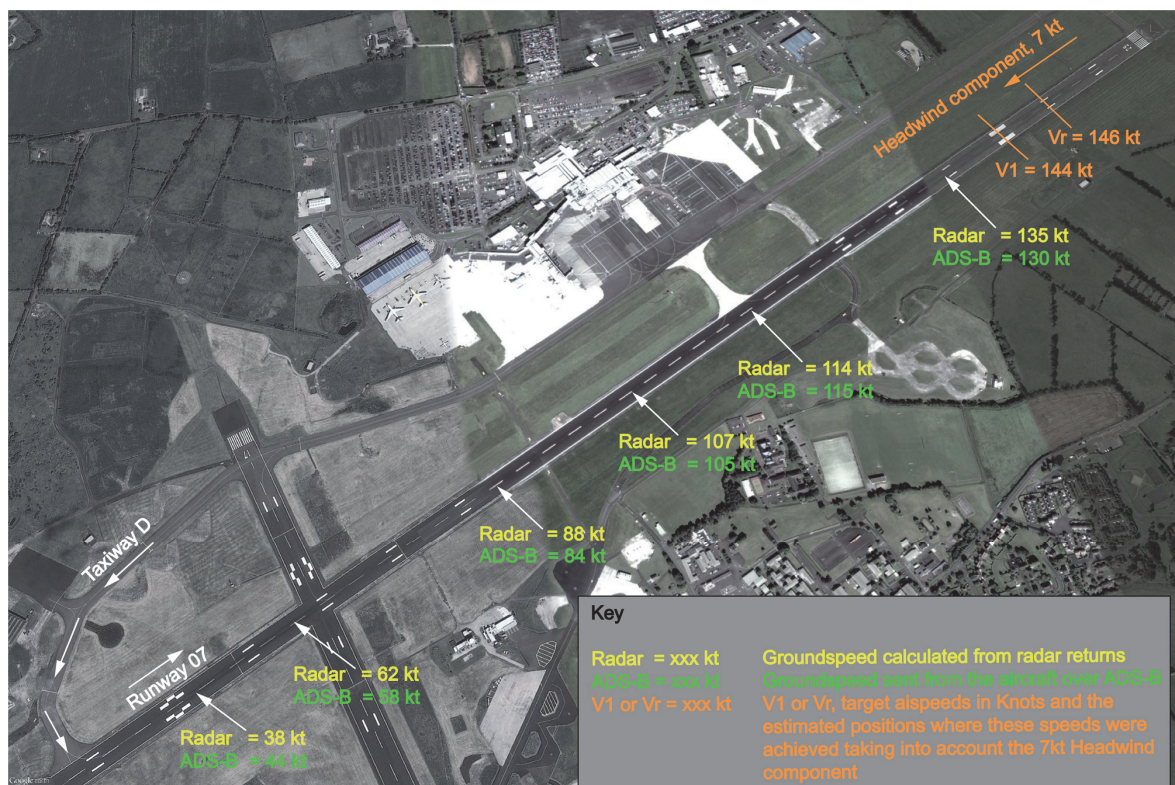 Headwind component, 7 kt
Vr = 146 kt
V1 = 144 kt
Radar = 135 kt
ADS-B = 130 kt
Radar = 114 kt
ADS-B = 115 kt
Radar = 107 kt
ADS-B = 105 kt
Radar = 88 kt
ADS-B = 84 kt
Taxiway D
Runway 07
Radar = 62 kt
ADS-B = 58 kt
Radar = 38 kt
ADS-B = 44 kt
Key
Radar = xxx kt Groundspeed calculated from radar returns
ADS-B = xxx kt Groundspeed sent from the aircraft over ADS-B
V1 or Vr = xxx kt V1 or Vr, target aispeeds in Knots and the
estimated positions where these speeds were
achieved taking into account the 7kt Headwind
component
Google earth